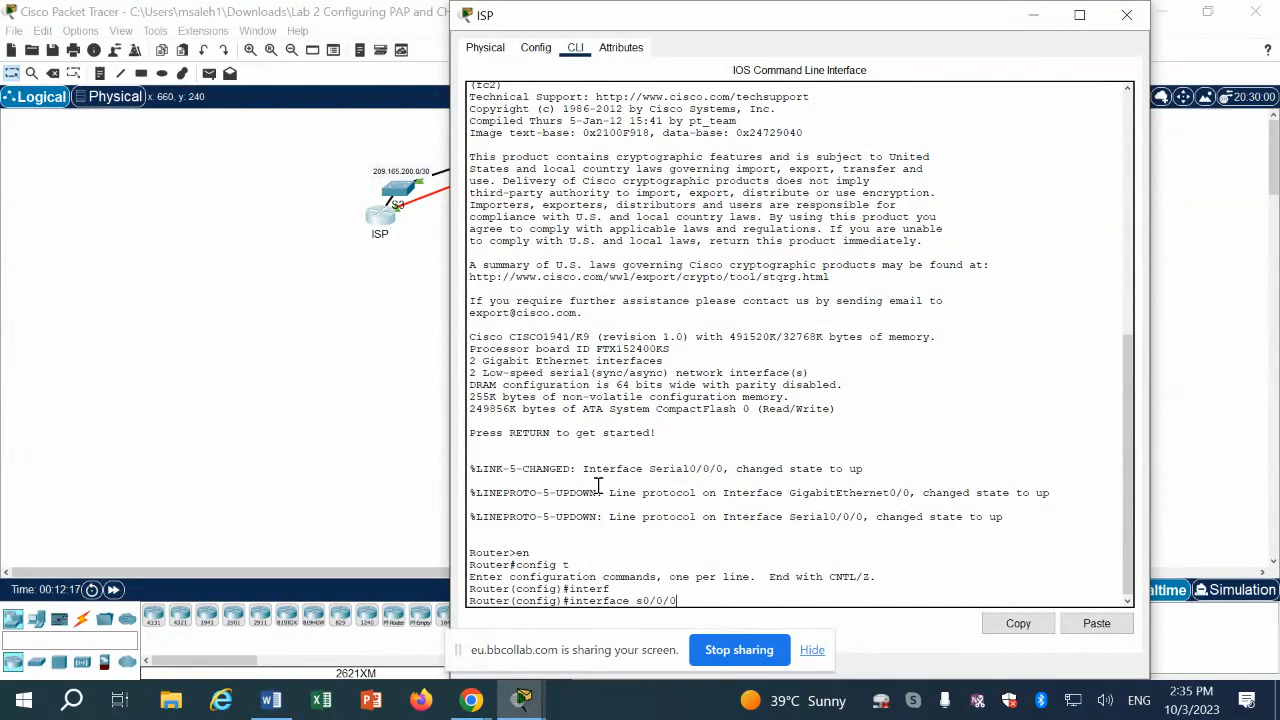 Cisco Packet Tracer - C:\Users\msaleh1\Downloads\Lab 2 Configuring PAP and CH
File Edit Options View Tools Extensions Window Help
?
Logical Physical x: 660, y: 240
20:30:00
209.165.200.0/30
S3
ISP
ISP
Physical Config CLI Attributes
IOS Command Line Interface
(fc2)
Technical Support: http://www.cisco.com/techsupport
Copyright (c) 1986-2012 by Cisco Systems, Inc.
Compiled Thurs 5-Jan-12 15:41 by pt_team
Image text-base: 0x2100F918, data-base: 0x24729040
This product contains cryptographic features and is subject to United
States and local country laws governing import, export, transfer and
use. Delivery of Cisco cryptographic products does not imply
third-party authority to import, export, distribute or use encryption.
Importers, exporters, distributors and users are responsible for
compliance with U.S. and local country laws. By using this product you
agree to comply with applicable laws and regulations. If you are unable
to comply with U.S. and local laws, return this product immediately.
A summary of U.S. laws governing Cisco cryptographic products may be found at:
http://www.cisco.com/wwl/export/crypto/tool/stqrg.html
If you require further assistance please contact us by sending email to
export@cisco.com.
Cisco CISCO1941/K9 (revision 1.0) with 491520K/32768K bytes of memory.
Processor board ID FTX152400KS
2 Gigabit Ethernet interfaces
2 Low-speed serial(sync/async) network interface(s)
DRAM configuration is 64 bits wide with parity disabled.
255K bytes of non-volatile configuration memory.
249856K bytes of ATA System CompactFlash 0 (Read/Write)
Press RETURN to get started!
%LINK-5-CHANGED: Interface Serial0/0/0, changed state to up
%LINEPROTO-5-UPDOWN: Line protocol on Interface GigabitEthernet0/0, changed state to up
%LINEPROTO-5-UPDOWN: Line protocol on Interface Serial0/0/0, changed state to up
Router>en
Router#config t
Enter configuration commands, one per line.  End with CNTL/Z.
Router(config)#interf
Router(config)#interface s0/0/0
Copy Paste
Time: 00:12:17
ltime Simulation
4331 4321 1941 2901 2911 819IOX 819HGW 829 1240 PT-Router PT-Empty
2621XM
eu.bbcollab.com is sharing your screen. Stop sharing Hide
39°C Sunny
ENG
2:35 PM
10/3/2023